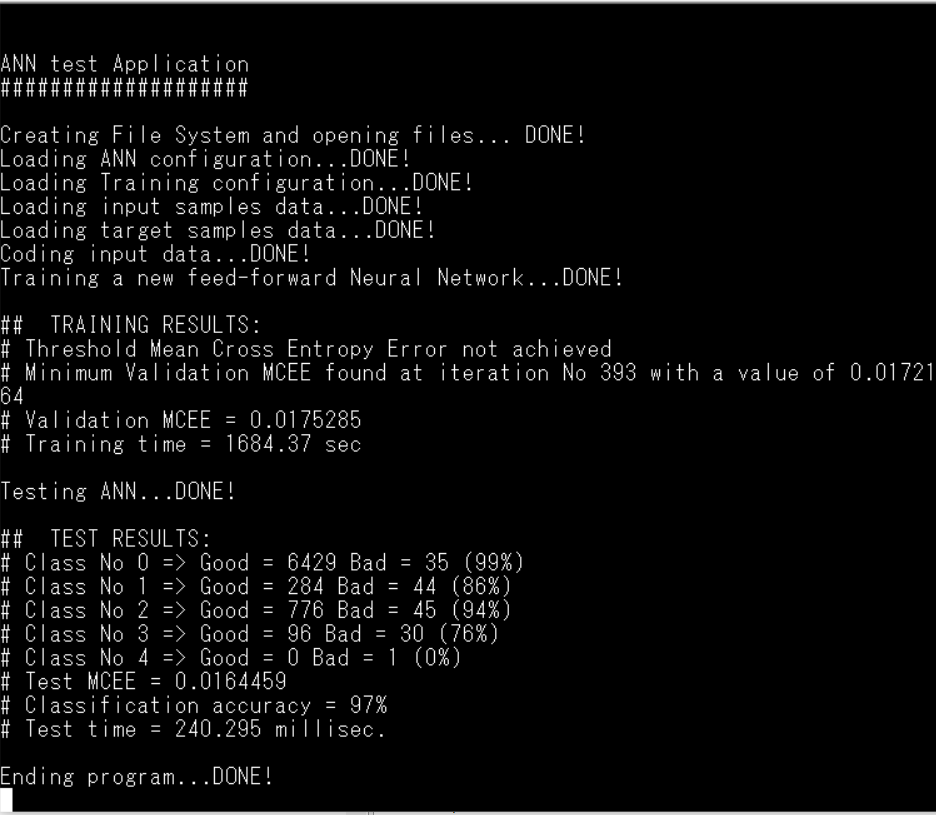 ANN test Application
####################
Creating File System and opening files... DONE!
Loading ANN configuration...DONE!
Loading Training configuration...DONE!
Loading input samples data...DONE!
Loading target samples data...DONE!
Coding input data...DONE!
Training a new feed-forward Neural Network...DONE!
##  TRAINING RESULTS:
# Threshold Mean Cross Entropy Error not achieved
# Minimum Validation MCEE found at iteration No 393 with a value of 0.01721
64
# Validation MCEE = 0.0175285
# Training time = 1684.37 sec
Testing ANN...DONE!
##  TEST RESULTS:
# Class No 0 => Good = 6429 Bad = 35 (99%)
# Class No 1 => Good = 284 Bad = 44 (86%)
# Class No 2 => Good = 776 Bad = 45 (94%)
# Class No 3 => Good = 96 Bad = 30 (76%)
# Class No 4 => Good = 0 Bad = 1 (0%)
# Test MCEE = 0.0164459
# Classification accuracy = 97%
# Test time = 240.295 millisec.
Ending program...DONE!